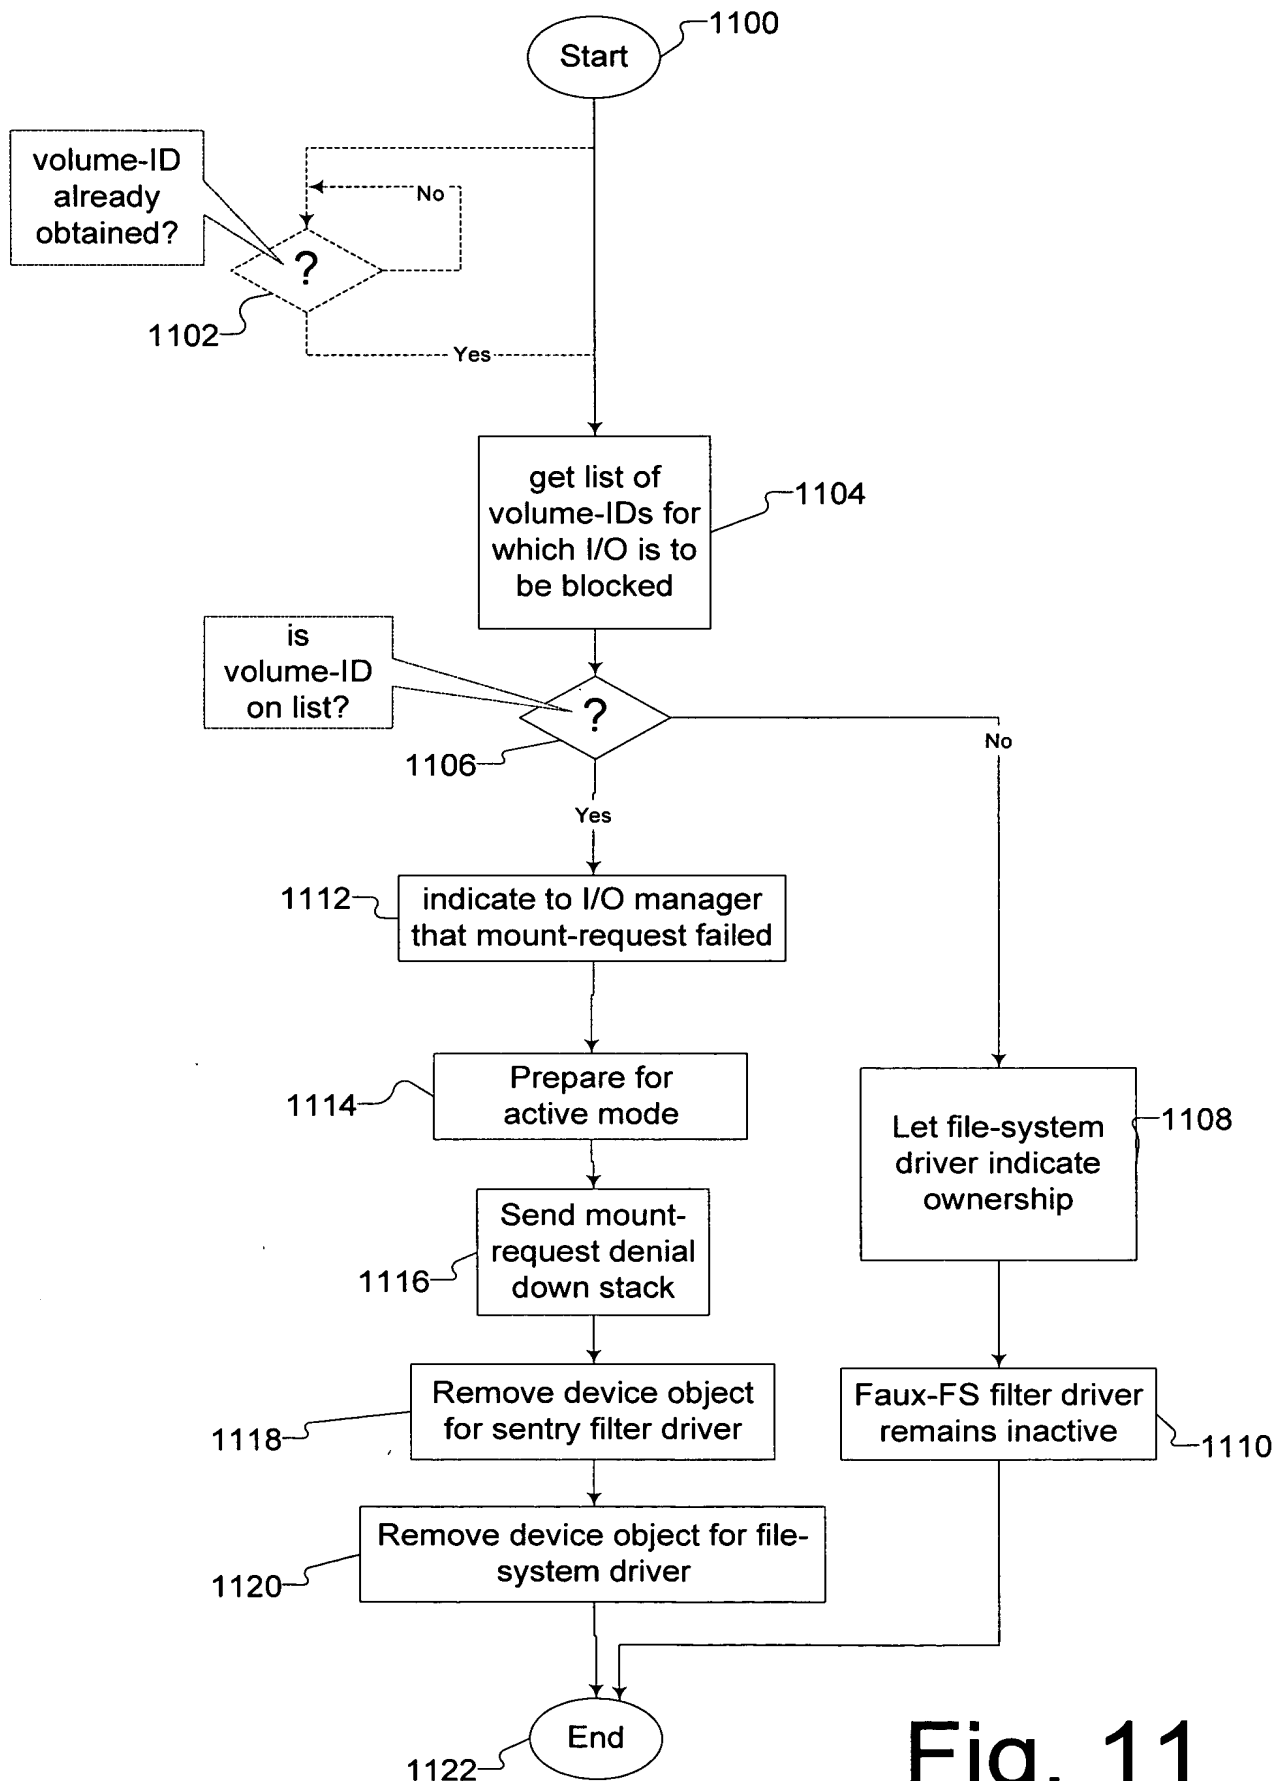 1100
Start
volume-ID
already
obtained?
No
?
1102
Yes
get list of
volume-IDs for
which I/O is to
be blocked
1104
is
volume-ID
on list?
?
1106
No
Yes
1112
indicate to I/O manager
that mount-request failed
1114
Prepare for
active mode
1108
Let file-system
driver indicate
ownership
Send mount-
request denial
down stack
1116
Remove device object
for sentry filter driver
1118
Faux-FS filter driver
remains inactive
1110
Remove device object for file-
system driver
1120
End
1122
Fig. 11